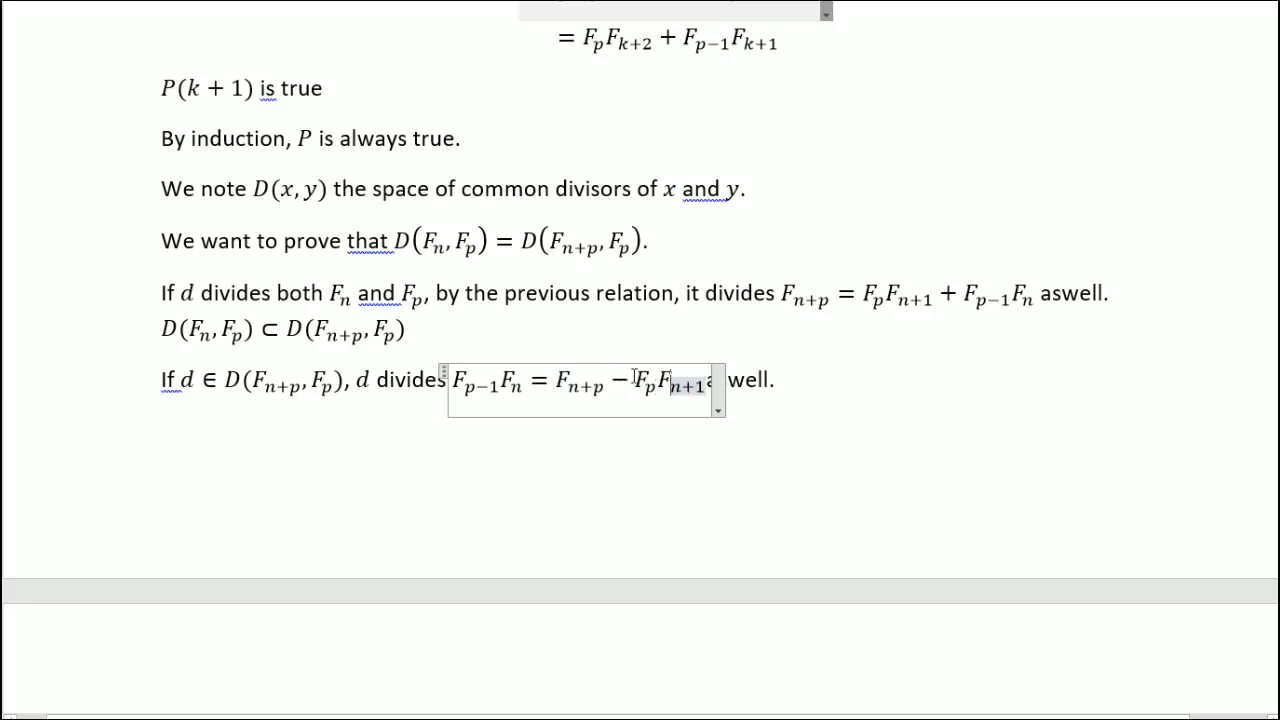 = F_pF_{k+2} + F_{p−1}F_{k+1}
P(k + 1) is true
By induction, P is always true.
We note D(x, y) the space of common divisors of x and y.
We want to prove that D(F_n, F_p) = D(F_{n+p}, F_p).
If d divides both F_n and F_p, by the previous relation, it divides F_{n+p} = F_pF_{n+1} + F_{p−1}F_n aswell.
D(F_n, F_p) ⊂ D(F_{n+p}, F_p)
If d ∈ D(F_{n+p}, F_p), d divides F_{p−1}F_n = F_{n+p} − F_pF_{n+1} well.